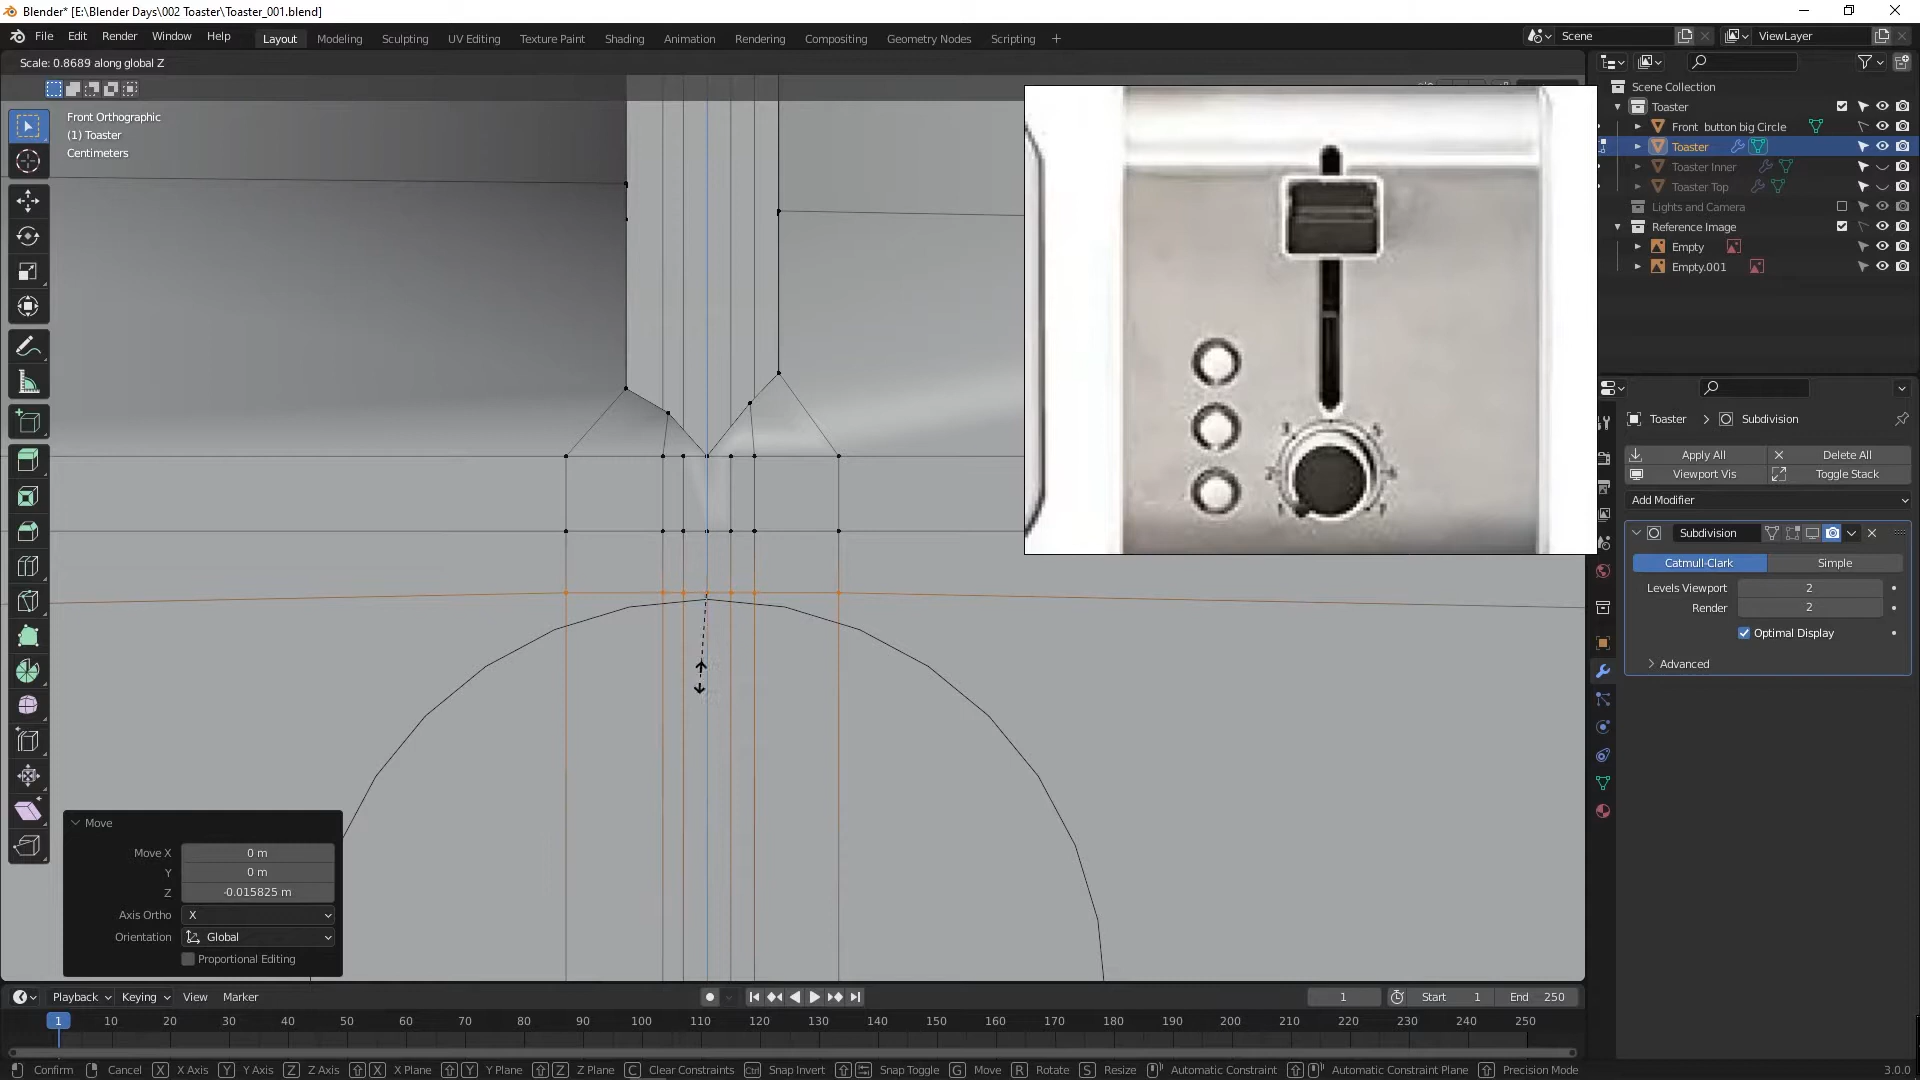 Blender* [E:\Blender Days\002 Toaster\Toaster_001.blend]
File Edit Render Window Help
Layout Modeling Sculpting UV Editing Texture Paint Shading Animation Rendering Compositing Geometry Nodes Scripting +
Scene
ViewLayer
Scale: 0.8689 along global Z
Front Orthographic
(1) Toaster
Centimeters
Scene Collection
Toaster
Front button big Circle
Toaster
Toaster Inner
Toaster Top
Lights and Camera
Reference Image
Empty
Empty.001
Toaster > Subdivision
Apply All Delete All
Viewport Vis Toggle Stack
Add Modifier
Subdivision
Catmull-Clark Simple
Levels Viewport 2
Render 2
Optimal Display
Advanced
Move
Move X 0 m
Y 0 m
Z -0.015825 m
Axis Ortho X
Orientation Global
Proportional Editing
Playback Keying View Marker
1 Start 1 End 250
1 10 20 30 40 50 60 70 80 90 100 110 120 130 140 150 160 170 180 190 200 210 220 230 240 250
Confirm Cancel X X Axis Y Y Axis Z Z Axis X X Plane Y Y Plane Z Z Plane C Clear Constraints Ctrl Snap Invert Snap Toggle G Move R Rotate S Resize Automatic Constraint Automatic Constraint Plane Precision Mode 3.0.0